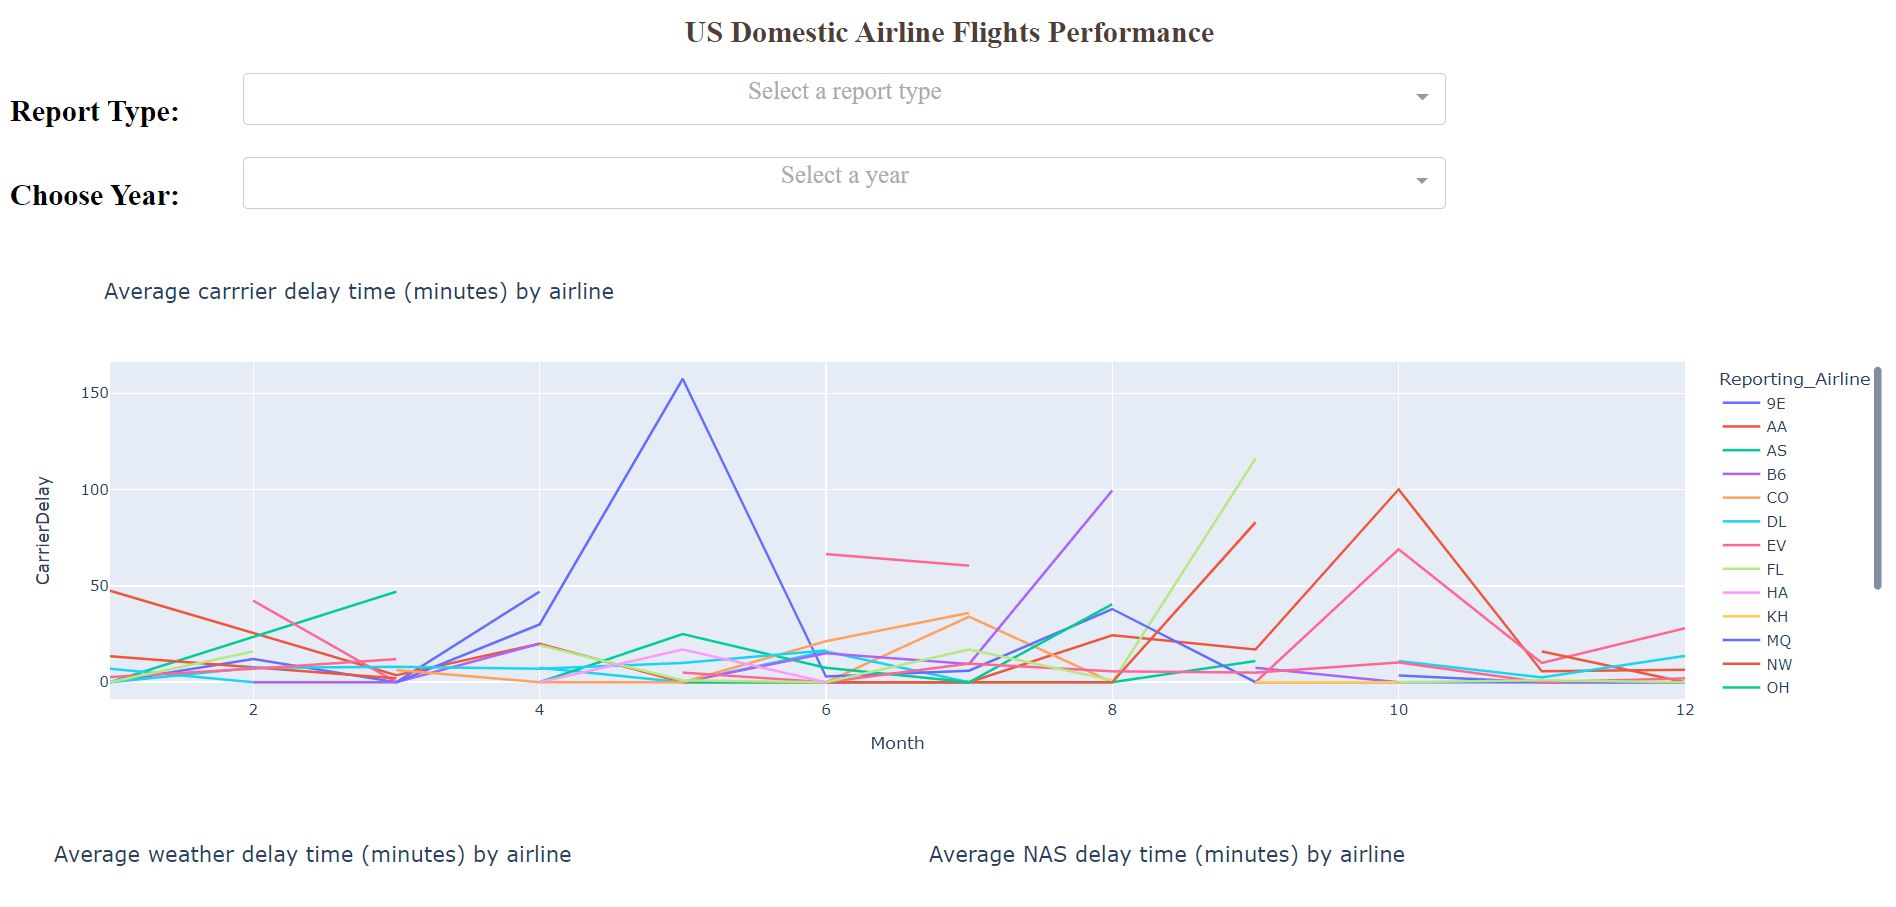 US Domestic Airline Flights Performance
Report Type:
Select a report type
Choose Year:
Select a year
Average carrrier delay time (minutes) by airline
CarrierDelay
150
100
50
0
2
4
6
8
10
12
Month
Reporting_Airline
9E
AA
AS
B6
CO
DL
EV
FL
HA
KH
MQ
NW
OH
Average weather delay time (minutes) by airline
Average NAS delay time (minutes) by airline